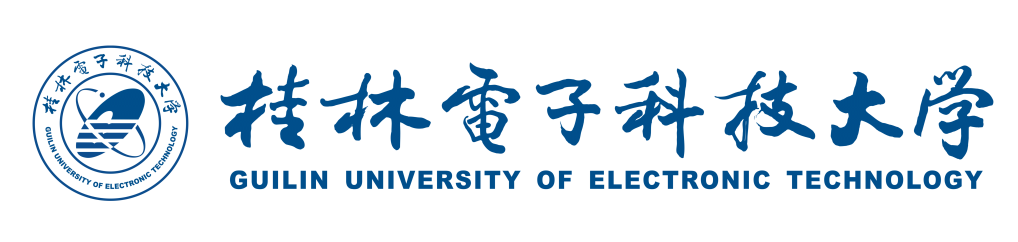 桂林電子科技大学
GUILIN UNIVERSITY OF ELECTRONIC TECHNOLOGY
桂林電子科技大学
GUILIN UNIVERSITY OF ELECTRONIC TECHNOLOGY